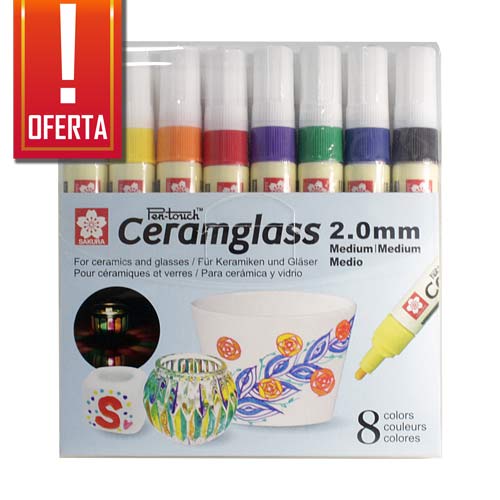 !
OFERTA
SAKURA
Pen-touch™
Ceramglass 2.0mm
Medium | Medium
Medio
For ceramics and glasses / Für Keramiken und Gläser
Pour céramiques et verres / Para cerámica y vidrio
S
8 colors
couleurs
colores